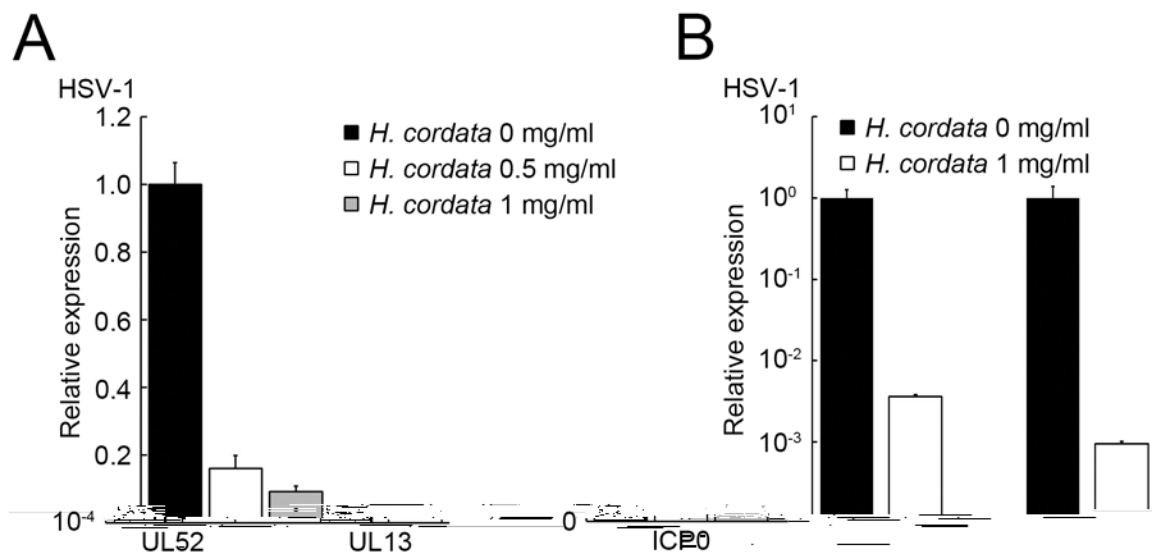 A
HSV-1
Relative expression
1.2
1.0
0.8
0.6
0.4
0.2
10-4
H. cordata 0 mg/ml
H. cordata 0.5 mg/ml
H. cordata 1 mg/ml
UL52
UL13
B
HSV-1
Relative expression
10¹
10⁰
10-1
10-2
10-3
0
H. cordata 0 mg/ml
H. cordata 1 mg/ml